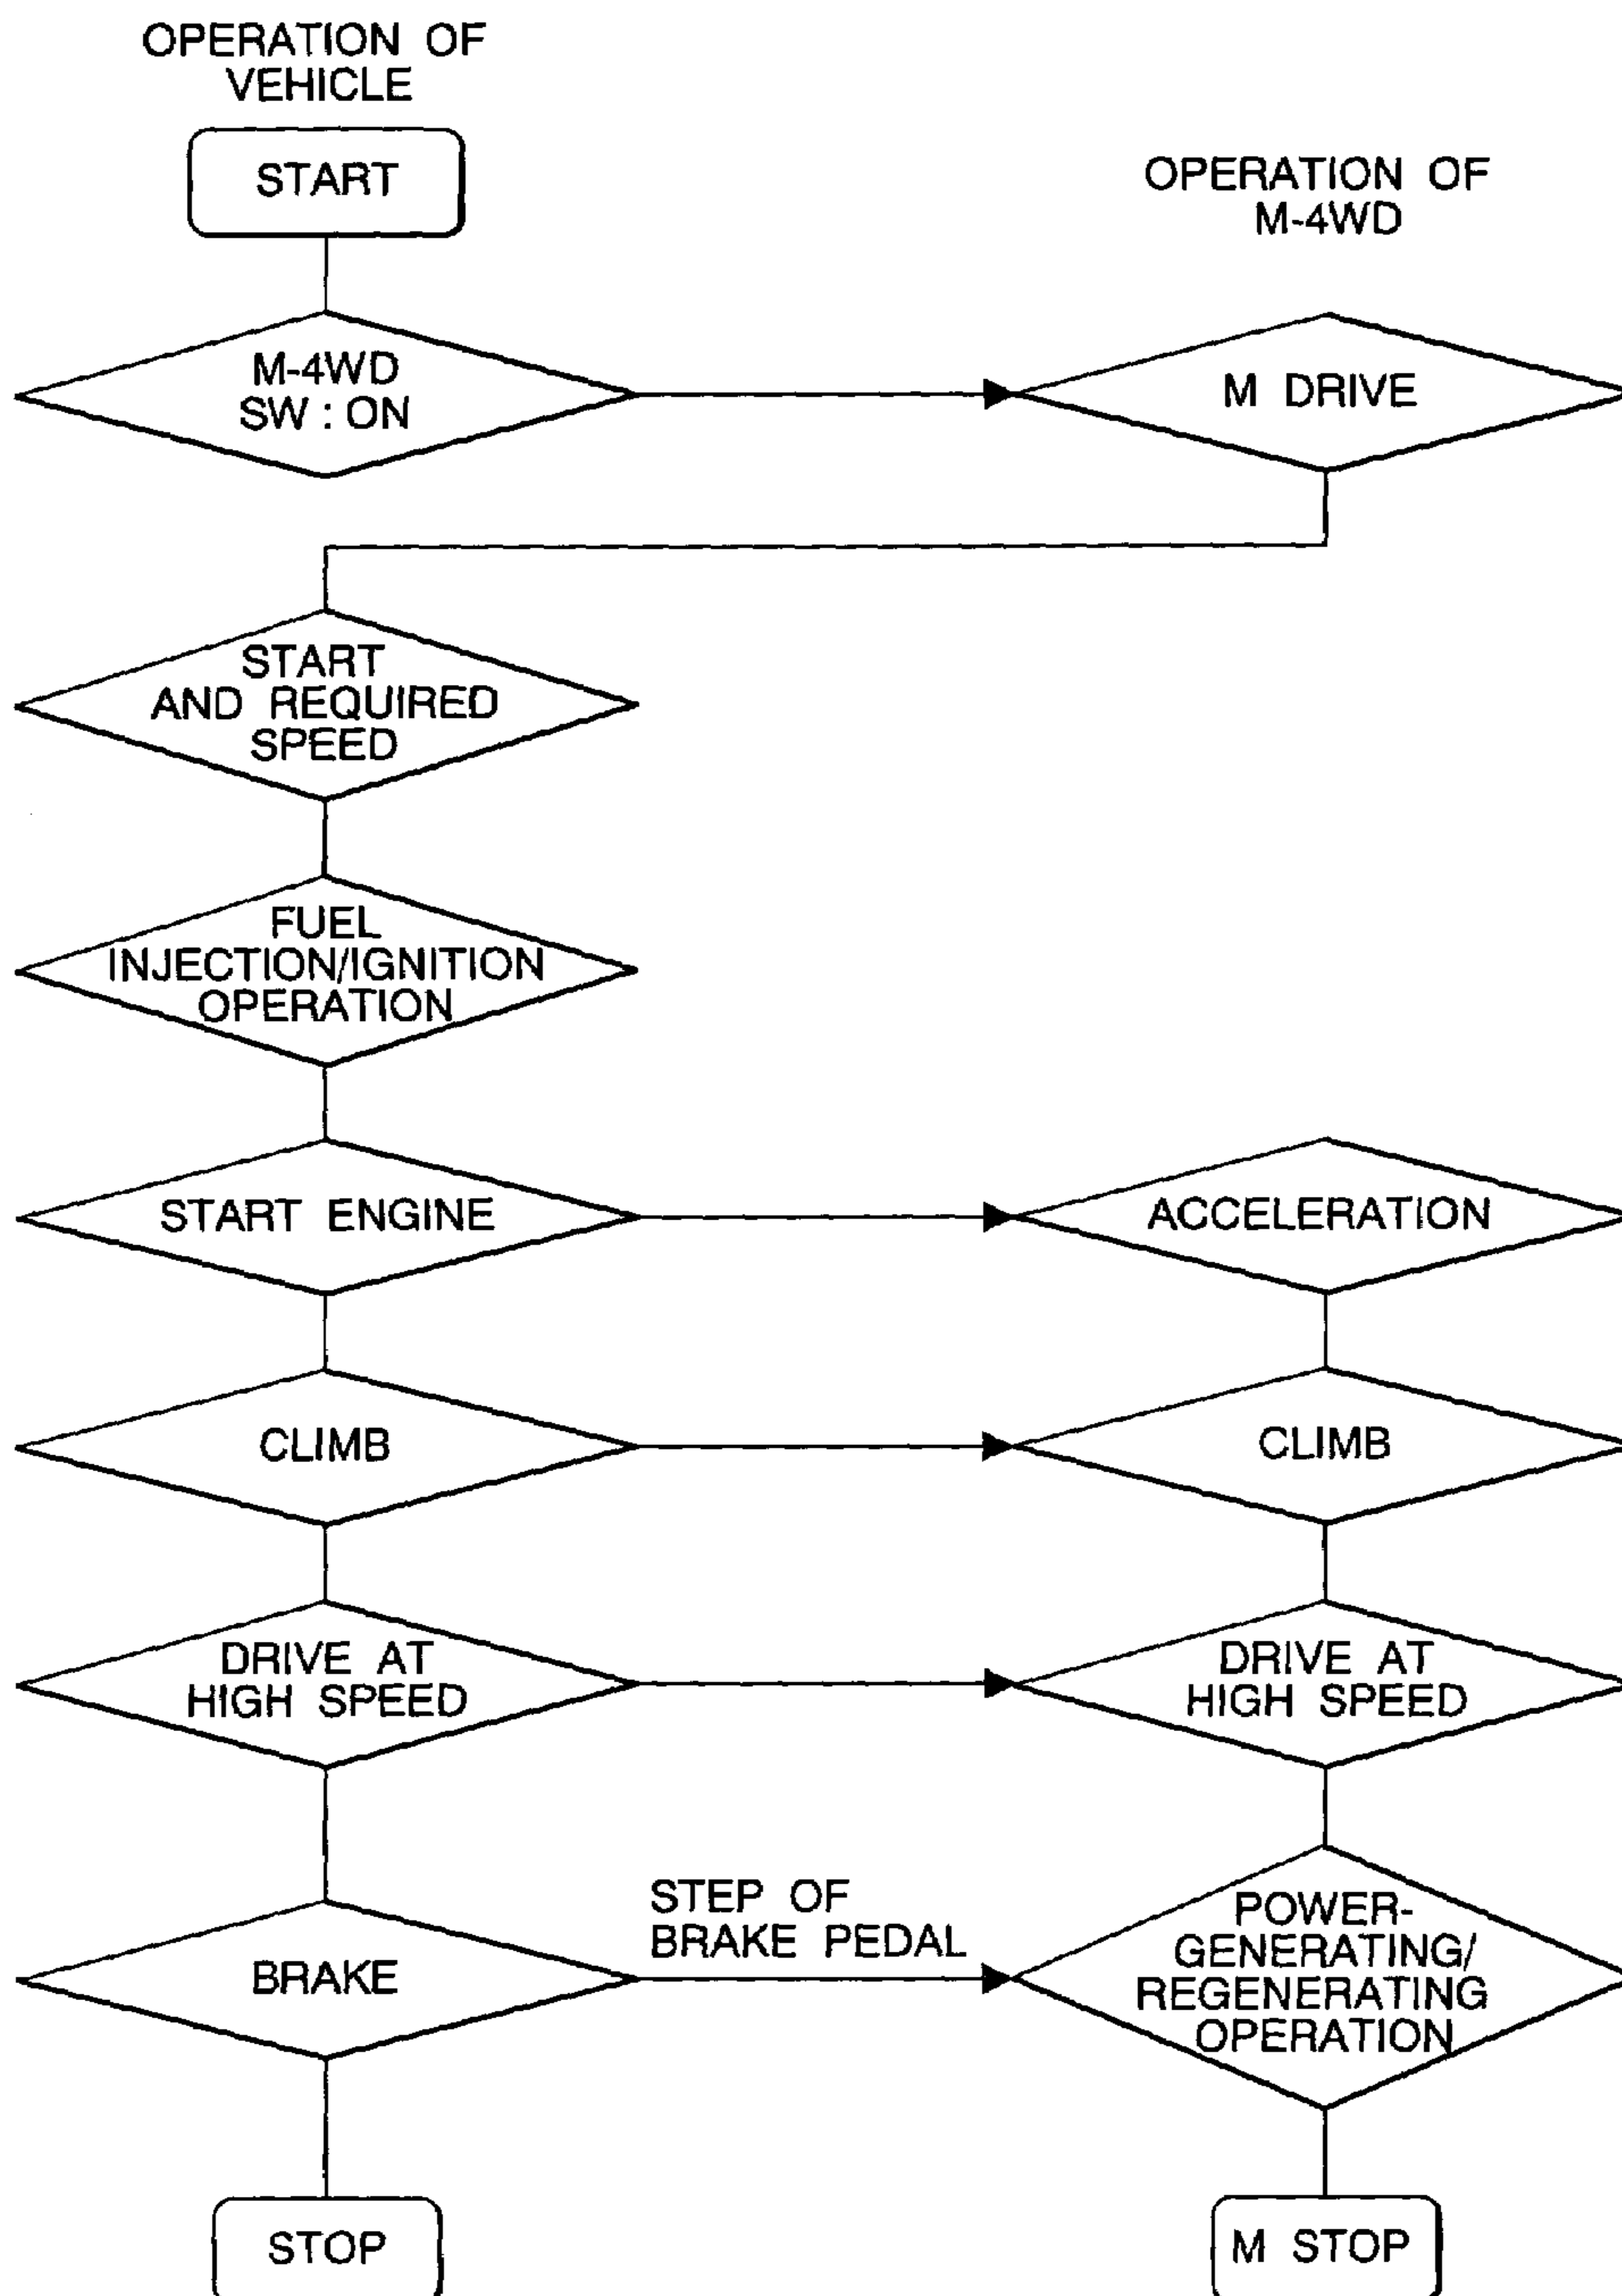 OPERATION OF
VEHICLE
START
OPERATION OF
M-4WD
M-4WD
SW : ON
M DRIVE
START
AND REQUIRED
SPEED
FUEL
INJECTION/IGNITION
OPERATION
START ENGINE
ACCELERATION
CLIMB
CLIMB
DRIVE AT
HIGH SPEED
DRIVE AT
HIGH SPEED
BRAKE
STEP OF
BRAKE PEDAL
POWER-
GENERATING/
REGENERATING
OPERATION
STOP
M STOP